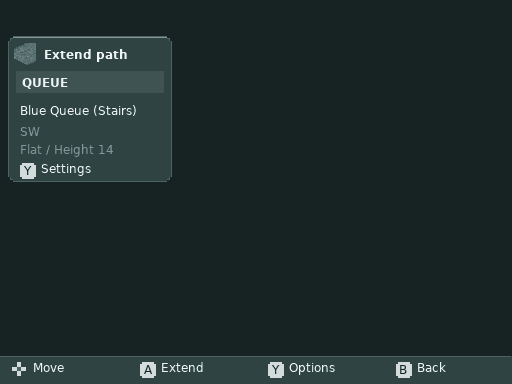 Extend path
QUEUE
Blue Queue (Stairs)
SW
Flat / Height 14
Y Settings
Move A Extend Y Options B Back